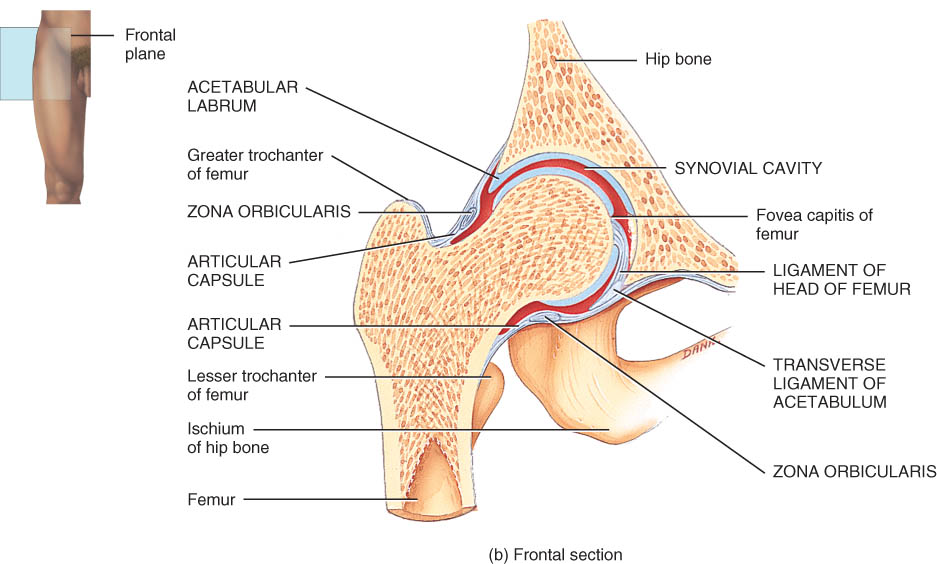 Frontal
plane
Hip bone
ACETABULAR
LABRUM
Greater trochanter
of femur
SYNOVIAL CAVITY
ZONA ORBICULARIS
Fovea capitis of
femur
ARTICULAR
CAPSULE
LIGAMENT OF
HEAD OF FEMUR
ARTICULAR
CAPSULE
DANA
TRANSVERSE
LIGAMENT OF
ACETABULUM
Lesser trochanter
of femur
Ischium
of hip bone
ZONA ORBICULARIS
Femur
(b) Frontal section